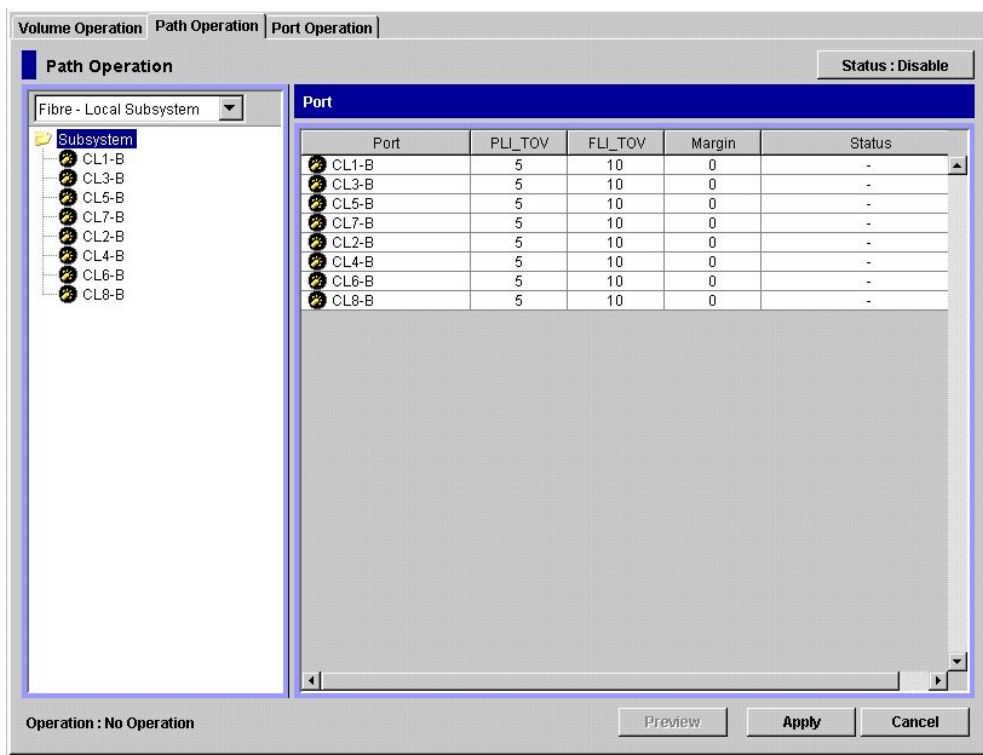 Volume Operation Path Operation Port Operation
Path Operation
Status : Disable
Fibre - Local Subsystem
Subsystem
CL1-B
CL3-B
CL5-B
CL7-B
CL2-B
CL4-B
CL6-B
CL8-B
Port
Port PLI_TOV FLI_TOV Margin Status
CL1-B 5 10 0 -
CL3-B 5 10 0 -
CL5-B 5 10 0 -
CL7-B 5 10 0 -
CL2-B 5 10 0 -
CL4-B 5 10 0 -
CL6-B 5 10 0 -
CL8-B 5 10 0 -
Operation : No Operation
Preview Apply Cancel